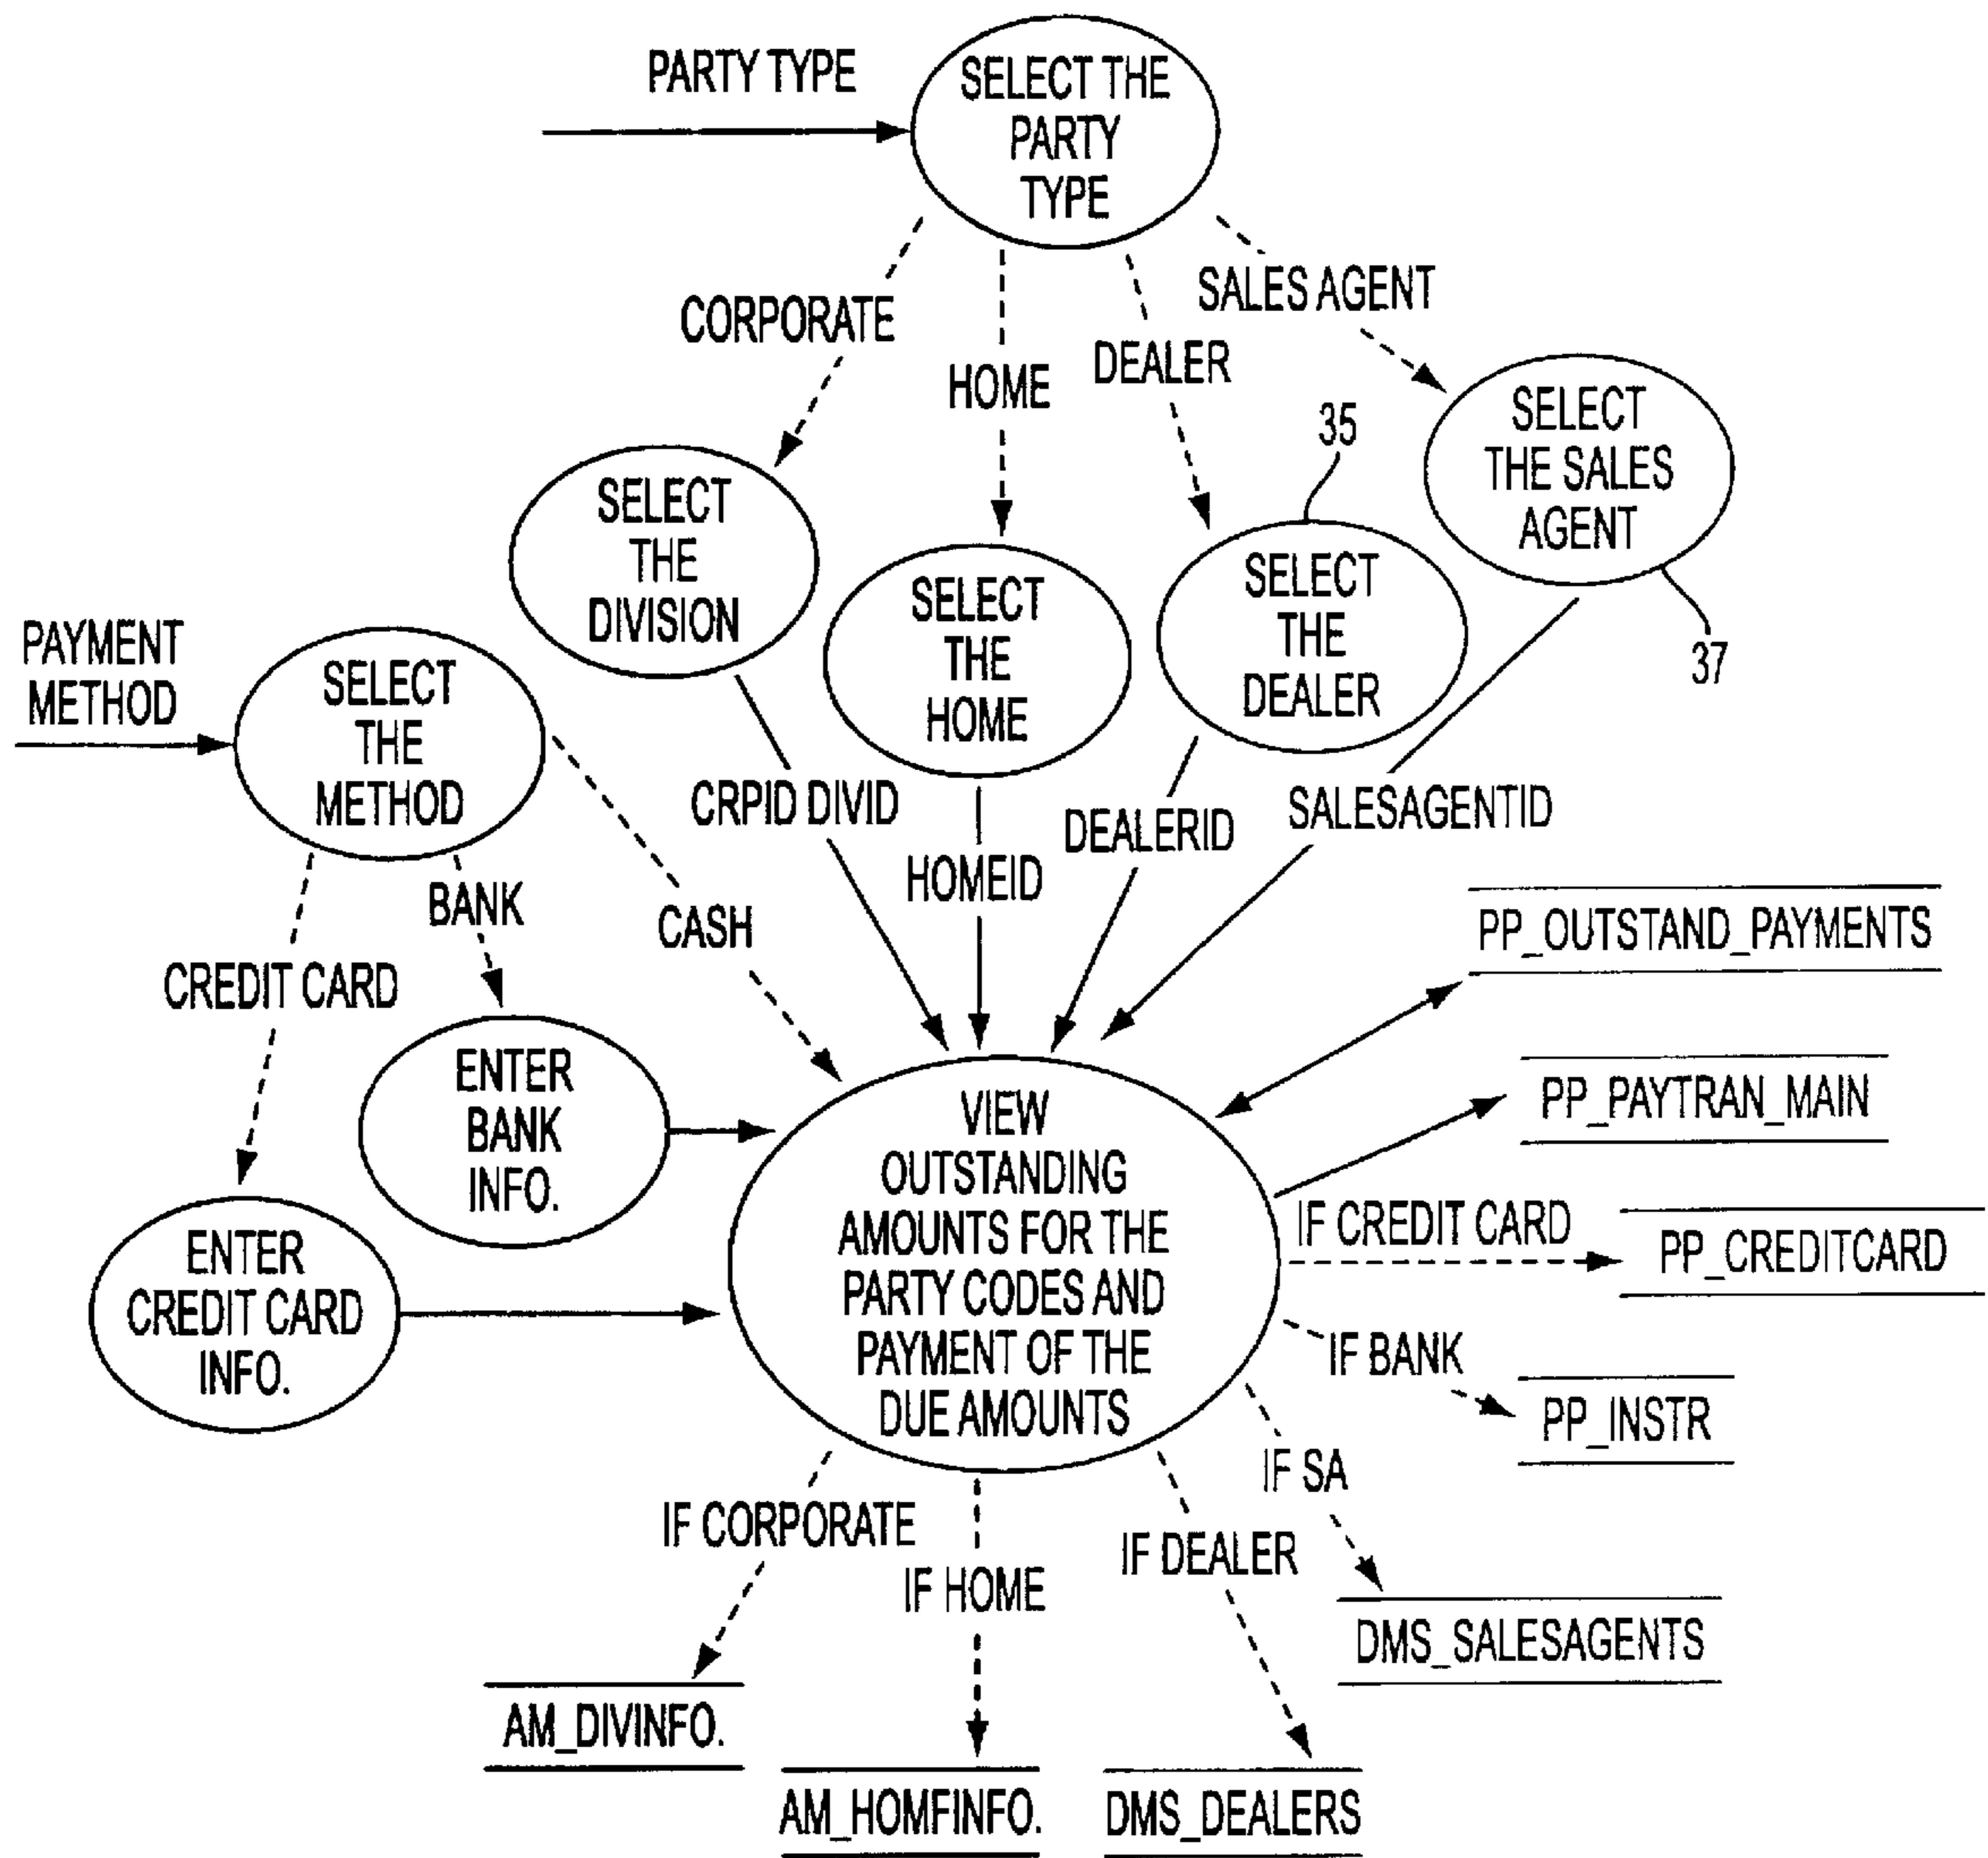 PARTY TYPE
SELECT THE
PARTY
TYPE
CORPORATE
HOME
DEALER
SALES AGENT
SELECT
THE
DIVISION
SELECT
THE
HOME
35
SELECT
THE
DEALER
SELECT
THE SALES
AGENT
37
PAYMENT
METHOD
SELECT
THE
METHOD
CRPID DIVID
HOMEID
DEALERID
SALESAGENTID
CREDIT CARD
BANK
CASH
ENTER
BANK
INFO.
ENTER
CREDIT CARD
INFO.
VIEW
OUTSTANDING
AMOUNTS FOR THE
PARTY CODES AND
PAYMENT OF THE
DUE AMOUNTS
PP_OUTSTAND_PAYMENTS
PP_PAYTRAN_MAIN
IF CREDIT CARD
PP_CREDITCARD
IF BANK
PP_INSTR
IF SA
DMS_SALESAGENTS
IF DEALER
DMS_DEALERS
IF HOME
AM_HOMFINFO.
IF CORPORATE
AM_DIVINFO.